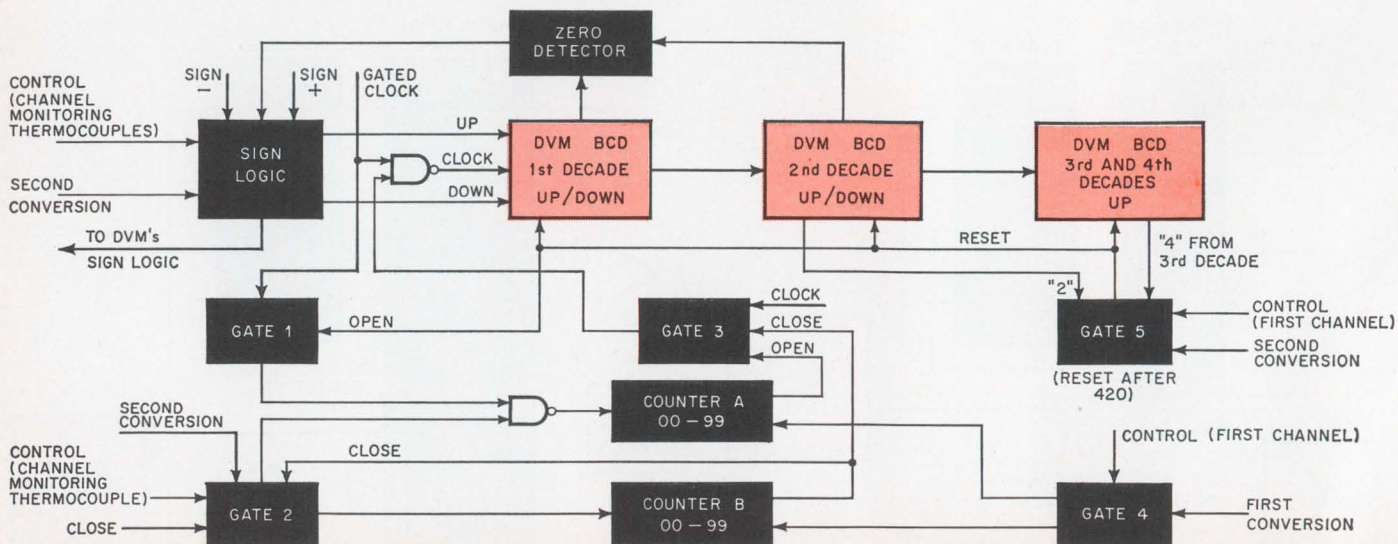 ZERO
DETECTOR
CONTROL
(CHANNEL
MONITORING
THERMOCOUPLES)
SIGN
−
SIGN
+
GATED
CLOCK
SIGN
LOGIC
UP
CLOCK
DOWN
DVM BCD
1st DECADE
UP/DOWN
DVM BCD
2nd DECADE
UP/DOWN
DVM BCD
3rd AND 4th
DECADES
UP
SECOND
CONVERSION
TO DVM's
SIGN LOGIC
RESET
"4" FROM
3rd DECADE
"2"
GATE 1
OPEN
GATE 3
CLOCK
CLOSE
OPEN
GATE 5
CONTROL
(FIRST CHANNEL)
SECOND
CONVERSION
(RESET AFTER
420)
SECOND
CONVERSION
COUNTER A
00 – 99
CONTROL (FIRST CHANNEL)
CONTROL
(CHANNEL
MONITORING
THERMOCOUPLE)
CLOSE
CLOSE
GATE 2
COUNTER B
00 – 99
GATE 4
FIRST
CONVERSION